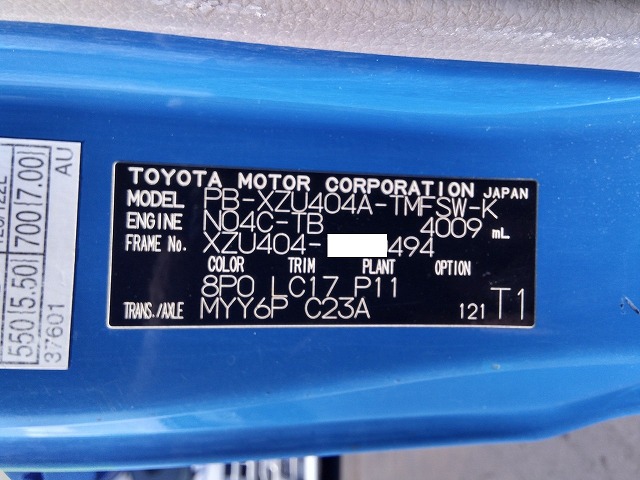 TOYOTA MOTOR CORPORATION JAPAN
MODEL PB-XZU404A-TMFSW-K
ENGINE N04C-TB 4009 mL
FRAME No. XZU404- 494
COLOR TRIM PLANT OPTION
8P0 LC17 P11
TRANS./AXLE MYY6P C23A 121 T1
550 5.50 700 7.00
37601 AU